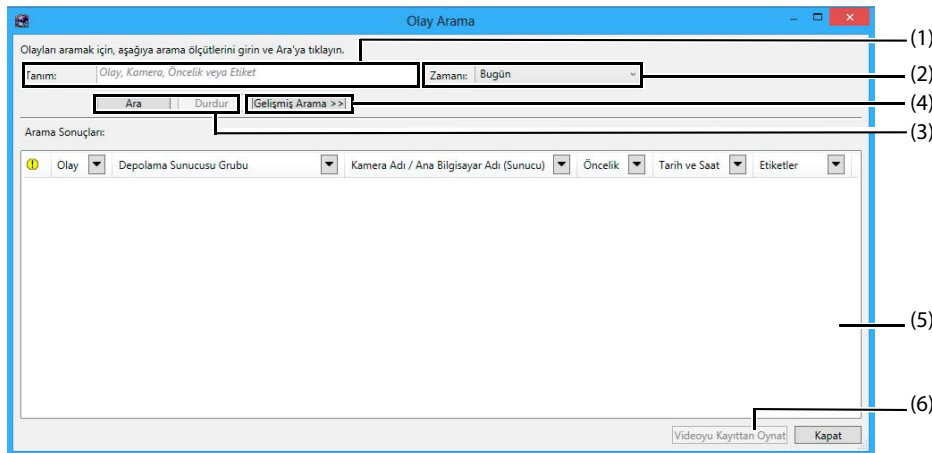 Olay Arama
Olayları aramak için, aşağıya arama ölçütlerini girin ve Ara'ya tıklayın.
(1)
Tanım: Olay, Kamera, Öncelik veya Etiket Zamanı: Bugün (2)
Ara Durdur Gelişmiş Arama >> (4)
(3)
Arama Sonuçları:
Olay Depolama Sunucusu Grubu Kamera Adı / Ana Bilgisayar Adı (Sunucu) Öncelik Tarih ve Saat Etiketler
(5)
(6)
Videoyu Kayıttan Oynat Kapat